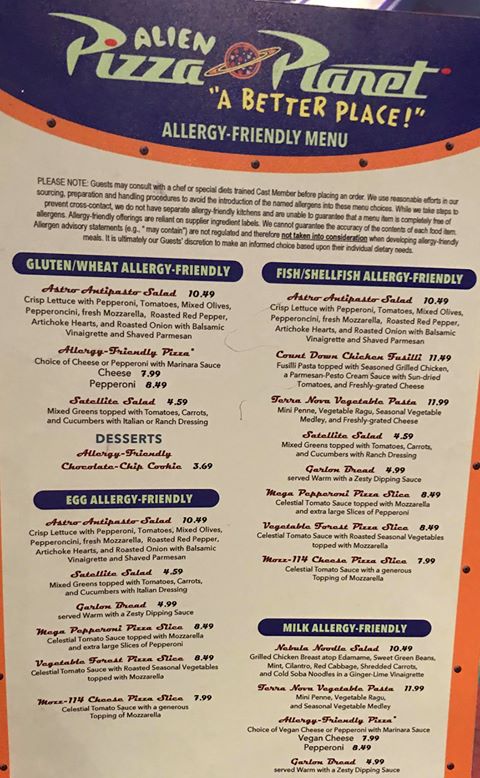 ALIEN
Pizza Planet
"A BETTER PLACE!"
ALLERGY-FRIENDLY MENU
PLEASE NOTE: Guests may consult with a chef or special diets trained Cast Member before placing an order. We use reasonable efforts in our
sourcing, preparation and handling procedures to avoid the introduction of the named allergens into these menu choices. While we take steps to
prevent cross-contact, we do not have separate allergy-friendly kitchens and are unable to guarantee that a menu item is completely free of
allergens. Allergy-friendly offerings are reliant on supplier ingredient labels. We cannot guarantee the accuracy of the contents of each food item.
Allergen advisory statements (e.g., "may contain") are not regulated and therefore not taken into consideration when developing allergy-friendly
meals. It is ultimately our Guests' discretion to make an informed choice based upon their individual dietary needs.
GLUTEN/WHEAT ALLERGY-FRIENDLY
Astro Antipasto Salad 10.49
Crisp Lettuce with Pepperoni, Tomatoes, Mixed Olives,
Pepperoncini, fresh Mozzarella, Roasted Red Pepper,
Artichoke Hearts, and Roasted Onion with Balsamic
Vinaigrette and Shaved Parmesan
Allergy-Friendly Pizza*
Choice of Cheese or Pepperoni with Marinara Sauce
Cheese 7.99
Pepperoni 8.49
Satellite Salad 4.59
Mixed Greens topped with Tomatoes, Carrots,
and Cucumbers with Italian or Ranch Dressing
DESSERTS
Allergy-Friendly
Chocolate-Chip Cookie 3.69
EGG ALLERGY-FRIENDLY
Astro Antipasto Salad 10.49
Crisp Lettuce with Pepperoni, Tomatoes, Mixed Olives,
Pepperoncini, fresh Mozzarella, Roasted Red Pepper,
Artichoke Hearts, and Roasted Onion with Balsamic
Vinaigrette and Shaved Parmesan
Satellite Salad 4.59
Mixed Greens topped with Tomatoes, Carrots,
and Cucumbers with Italian Dressing
Garlon Bread 4.99
served Warm with a Zesty Dipping Sauce
Mega Pepperoni Pizza Slice 8.49
Celestial Tomato Sauce topped with Mozzarella
and extra large Slices of Pepperoni
Vegetable Forest Pizza Slice 8.49
Celestial Tomato Sauce with Roasted Seasonal Vegetables
topped with Mozzarella
Mozz-114 Cheese Pizza Slice 7.99
Celestial Tomato Sauce with a generous
Topping of Mozzarella
FISH/SHELLFISH ALLERGY-FRIENDLY
Astro Antipasto Salad 10.49
Crisp Lettuce with Pepperoni, Tomatoes, Mixed Olives,
Pepperoncini, fresh Mozzarella, Roasted Red Pepper,
Artichoke Hearts, and Roasted Onion with Balsamic
Vinaigrette and Shaved Parmesan
Count Down Chicken Fusilli 11.49
Fusilli Pasta topped with Seasoned Grilled Chicken,
a Parmesan-Pesto Cream Sauce with Sun-dried
Tomatoes, and Freshly-grated Cheese
Terra Nova Vegetable Pasta 11.99
Mini Penne, Vegetable Ragu, Seasonal Vegetable
Medley, and Freshly-grated Cheese
Satellite Salad 4.59
Mixed Greens topped with Tomatoes, Carrots,
and Cucumbers with Ranch Dressing
Garlon Bread 4.99
served Warm with a Zesty Dipping Sauce
Mega Pepperoni Pizza Slice 8.49
Celestial Tomato Sauce topped with Mozzarella
and extra large Slices of Pepperoni
Vegetable Forest Pizza Slice 8.49
Celestial Tomato Sauce with Roasted Seasonal Vegetables
topped with Mozzarella
Mozz-114 Cheese Pizza Slice 7.99
Celestial Tomato Sauce with a generous
Topping of Mozzarella
MILK ALLERGY-FRIENDLY
Nebula Noodle Salad 10.49
Grilled Chicken Breast atop Edamame, Sweet Green Beans,
Mint, Cilantro, Red Cabbage, Shredded Carrots,
and Cold Soba Noodles in a Ginger-Lime Vinaigrette
Terra Nova Vegetable Pasta 11.99
Mini Penne, Vegetable Ragu,
and Seasonal Vegetable Medley
Allergy-Friendly Pizza*
Choice of Vegan Cheese or Pepperoni with Marinara Sauce
Vegan Cheese 7.99
Pepperoni 8.49
Garlon Bread 4.99
served Warm with a Zesty Dipping Sauce